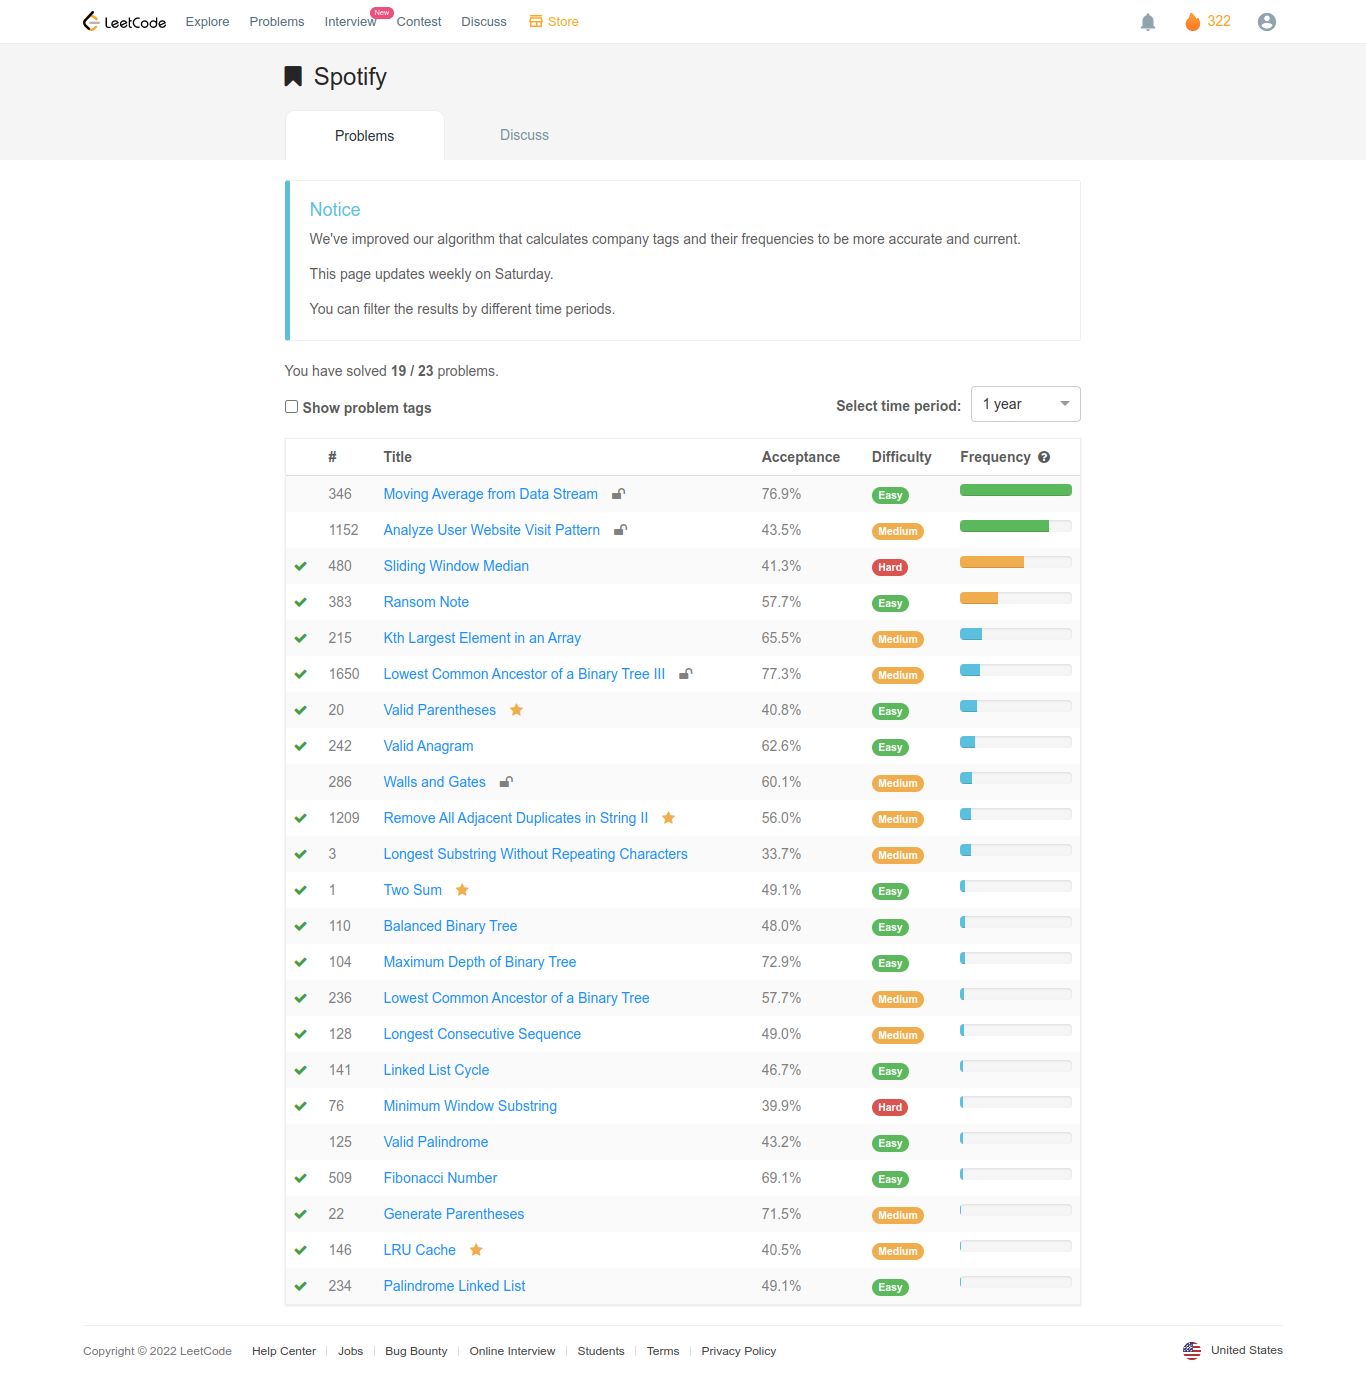 LeetCode Explore Problems Interview New Contest Discuss Store 322
Spotify
Problems Discuss
Notice
We've improved our algorithm that calculates company tags and their frequencies to be more accurate and current.
This page updates weekly on Saturday.
You can filter the results by different time periods.
You have solved 19 / 23 problems.
Show problem tags Select time period: 1 year
# Title Acceptance Difficulty Frequency
346 Moving Average from Data Stream 76.9% Easy
1152 Analyze User Website Visit Pattern 43.5% Medium
480 Sliding Window Median 41.3% Hard
383 Ransom Note 57.7% Easy
215 Kth Largest Element in an Array 65.5% Medium
1650 Lowest Common Ancestor of a Binary Tree III 77.3% Medium
20 Valid Parentheses 40.8% Easy
242 Valid Anagram 62.6% Easy
286 Walls and Gates 60.1% Medium
1209 Remove All Adjacent Duplicates in String II 56.0% Medium
3 Longest Substring Without Repeating Characters 33.7% Medium
1 Two Sum 49.1% Easy
110 Balanced Binary Tree 48.0% Easy
104 Maximum Depth of Binary Tree 72.9% Easy
236 Lowest Common Ancestor of a Binary Tree 57.7% Medium
128 Longest Consecutive Sequence 49.0% Medium
141 Linked List Cycle 46.7% Easy
76 Minimum Window Substring 39.9% Hard
125 Valid Palindrome 43.2% Easy
509 Fibonacci Number 69.1% Easy
22 Generate Parentheses 71.5% Medium
146 LRU Cache 40.5% Medium
234 Palindrome Linked List 49.1% Easy
Copyright © 2022 LeetCode Help Center Jobs Bug Bounty Online Interview Students Terms Privacy Policy United States